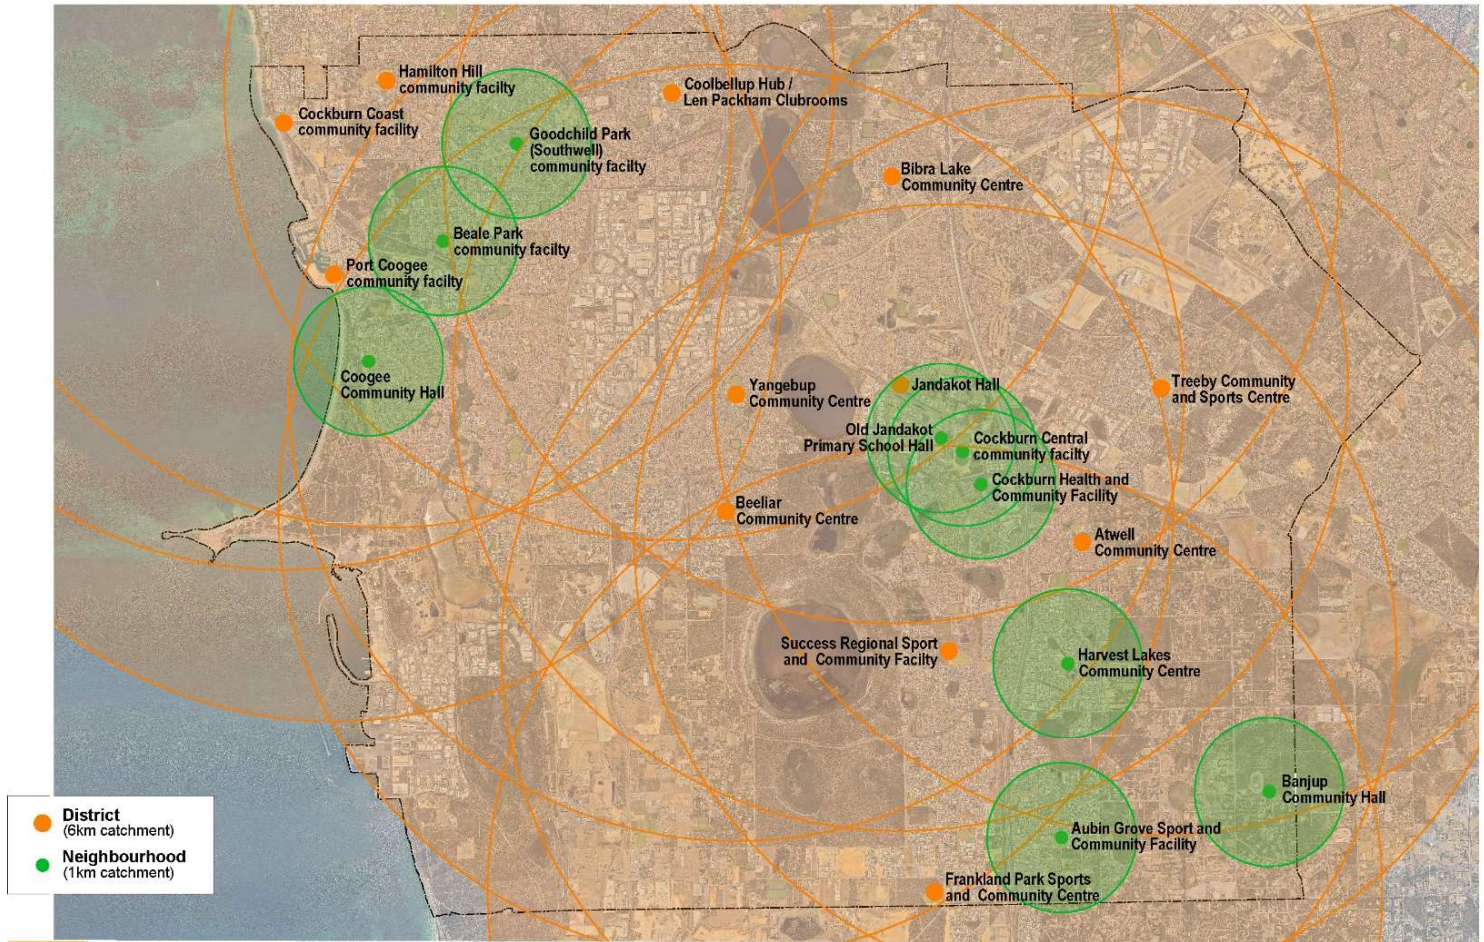 Hamilton Hill
community facilty
Cockburn Coast
community facility
Coolbellup Hub /
Len Packham Clubrooms
Goodchild Park
(Southwell)
community facilty
Bibra Lake
Community Centre
Beale Park
community facilty
Port Coogee
community facilty
Coogee
Community Hall
Yangebup
Community Centre
Jandakot Hall
Treeby Community
and Sports Centre
Old Jandakot
Primary School Hall
Cockburn Central
community facilty
Cockburn Health and
Community Facility
Beeliar
Community Centre
Atwell
Community Centre
Success Regional Sport
and Community Facilty
Harvest Lakes
Community Centre
Banjup
Community Hall
Aubin Grove Sport and
Community Facility
Frankland Park Sports
and Community Centre
District
(6km catchment)
Neighbourhood
(1km catchment)